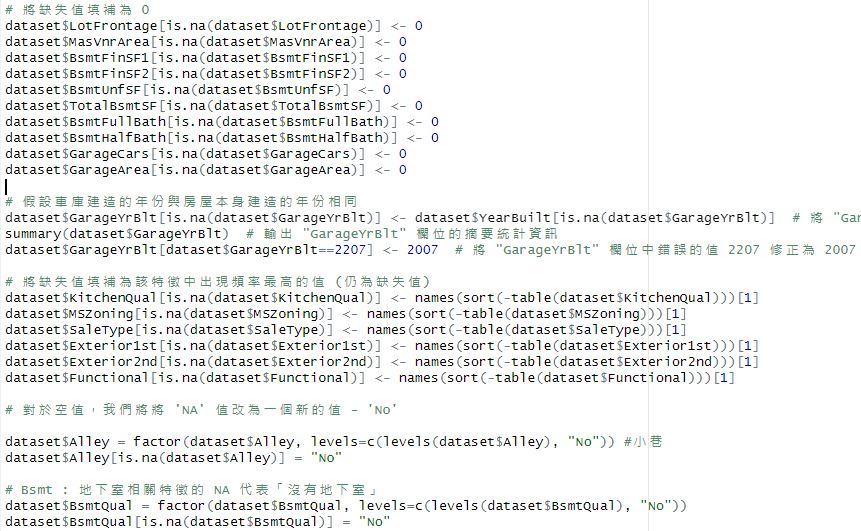 # 將缺失值填補為 0
dataset$LotFrontage[is.na(dataset$LotFrontage)] <- 0
dataset$MasVnrArea[is.na(dataset$MasVnrArea)] <- 0
dataset$BsmtFinSF1[is.na(dataset$BsmtFinSF1)] <- 0
dataset$BsmtFinSF2[is.na(dataset$BsmtFinSF2)] <- 0
dataset$BsmtUnfSF[is.na(dataset$BsmtUnfSF)] <- 0
dataset$TotalBsmtSF[is.na(dataset$TotalBsmtSF)] <- 0
dataset$BsmtFullBath[is.na(dataset$BsmtFullBath)] <- 0
dataset$BsmtHalfBath[is.na(dataset$BsmtHalfBath)] <- 0
dataset$GarageCars[is.na(dataset$GarageCars)] <- 0
dataset$GarageArea[is.na(dataset$GarageArea)] <- 0
# 假設車庫建造的年份與房屋本身建造的年份相同
dataset$GarageYrBlt[is.na(dataset$GarageYrBlt)] <- dataset$YearBuilt[is.na(dataset$GarageYrBlt)]  # 將 "Gar
summary(dataset$GarageYrBlt)  # 輸出 "GarageYrBlt" 欄位的摘要統計資訊
dataset$GarageYrBlt[dataset$GarageYrBlt==2207] <- 2007  # 將 "GarageYrBlt" 欄位中錯誤的值 2207 修正為 2007
# 將缺失值填補為該特徵中出現頻率最高的值 (仍為缺失值)
dataset$KitchenQual[is.na(dataset$KitchenQual)] <- names(sort(-table(dataset$KitchenQual)))[1]
dataset$MSZoning[is.na(dataset$MSZoning)] <- names(sort(-table(dataset$MSZoning)))[1]
dataset$SaleType[is.na(dataset$SaleType)] <- names(sort(-table(dataset$SaleType)))[1]
dataset$Exterior1st[is.na(dataset$Exterior1st)] <- names(sort(-table(dataset$Exterior1st)))[1]
dataset$Exterior2nd[is.na(dataset$Exterior2nd)] <- names(sort(-table(dataset$Exterior2nd)))[1]
dataset$Functional[is.na(dataset$Functional)] <- names(sort(-table(dataset$Functional)))[1]
# 對於空值，我們將將 'NA' 值改為一個新的值 - 'No'
dataset$Alley = factor(dataset$Alley, levels=c(levels(dataset$Alley), "No")) #小巷
dataset$Alley[is.na(dataset$Alley)] = "No"
# Bsmt : 地下室相關特徵的 NA 代表「沒有地下室」
dataset$BsmtQual = factor(dataset$BsmtQual, levels=c(levels(dataset$BsmtQual), "No"))
dataset$BsmtQual[is.na(dataset$BsmtQual)] = "No"